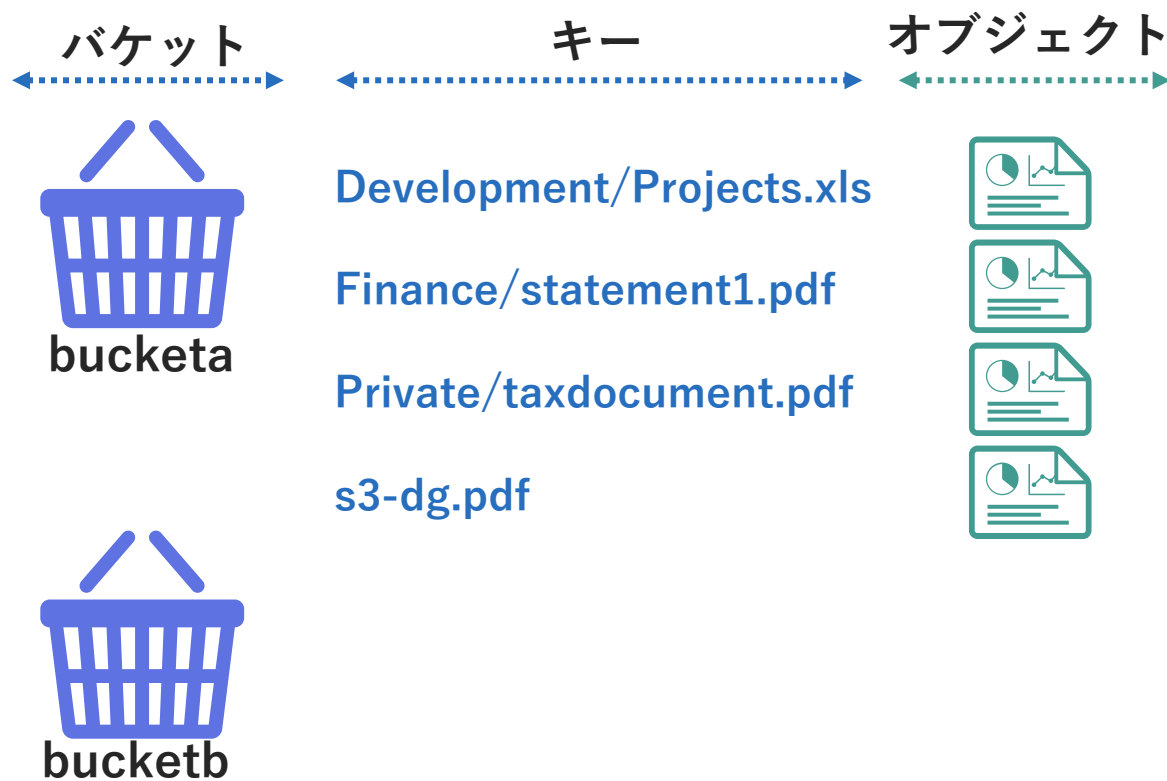 バケット
キー
オブジェクト
Development/Projects.xls
Finance/statement1.pdf
bucketa
Private/taxdocument.pdf
s3-dg.pdf
bucketb